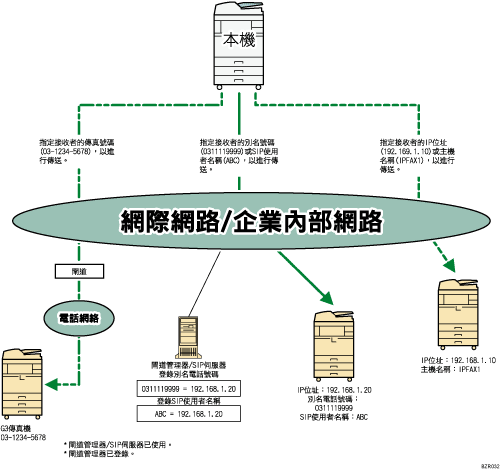 本機
指定接收者的傳真號碼
(03-1234-5678)，以進
行傳送。
指定接收者的別名號碼
(0311119999)或SIP使用
者名稱(ABC)，以進行傳
送。
指定接收者的IP位址
(192.169.1.10)或主機
名稱(IPFAX1)，以進行
傳送。
網際網路/企業內部網路
閘道
電話網絡
G3傳真機
03-1234-5678
閘道管理器/SIP伺服器
登錄別名電話號碼
0311119999 = 192.168.1.20
登錄SIP使用者名稱
ABC = 192.168.1.20
IP位址：192.168.1.20
別名電話號碼：
0311119999
SIP使用者名稱：ABC
IP位址：192.168.1.10
主機名稱：IPFAX1
* 閘道管理器/SIP伺服器已使用。
* 閘道管理器已登錄。
BZR032